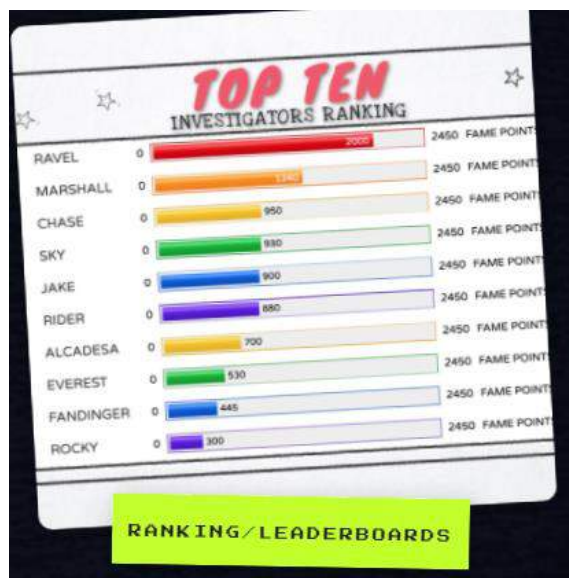 TOP TEN
INVESTIGATORS RANKING
RAVEL 0 2000 2450 FAME POINTS
MARSHALL 0 1340 2450 FAME POINTS
CHASE 0 950 2450 FAME POINTS
SKY 0 930 2450 FAME POINTS
JAKE 0 900 2450 FAME POINTS
RIDER 0 880 2450 FAME POINTS
ALCADESA 0 700 2450 FAME POINTS
EVEREST 0 530 2450 FAME POINTS
FANDINGER 0 445 2450 FAME POINTS
ROCKY 0 300 2450 FAME POINTS
RANKING/LEADERBOARDS